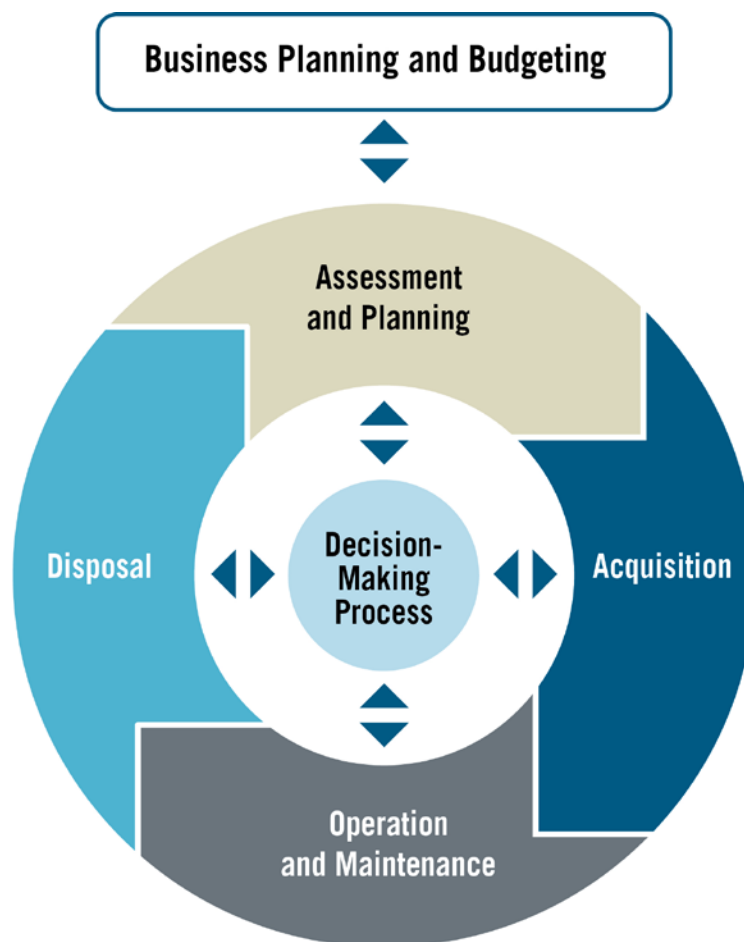 Business Planning and Budgeting
Assessment
and Planning
Disposal
Decision-
Making
Process
Acquisition
Operation
and Maintenance